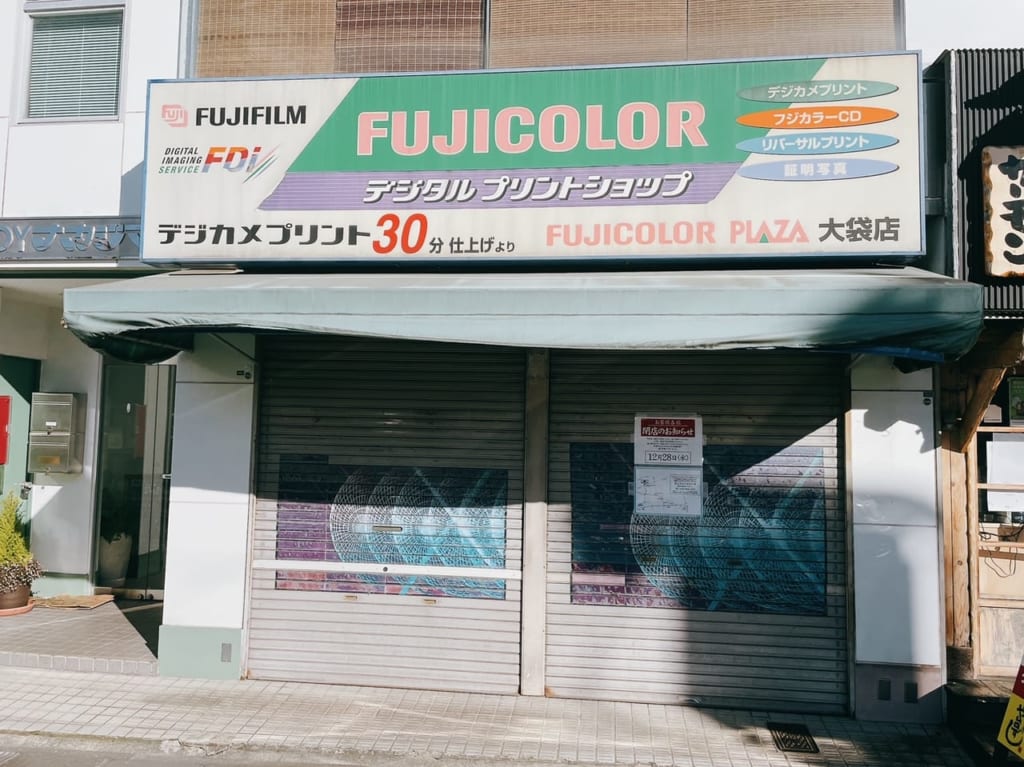 FUJI
FUJIFILM
DIGITAL
IMAGING
SERVICE
FDi
FUJICOLOR
デジタルプリントショップ
デジカメプリント
フジカラーCD
リバーサルプリント
証明写真
デジカメプリント30分仕上げより
FUJICOLOR PLAZA 大袋店
閉店のお知らせ
12月28日(水)